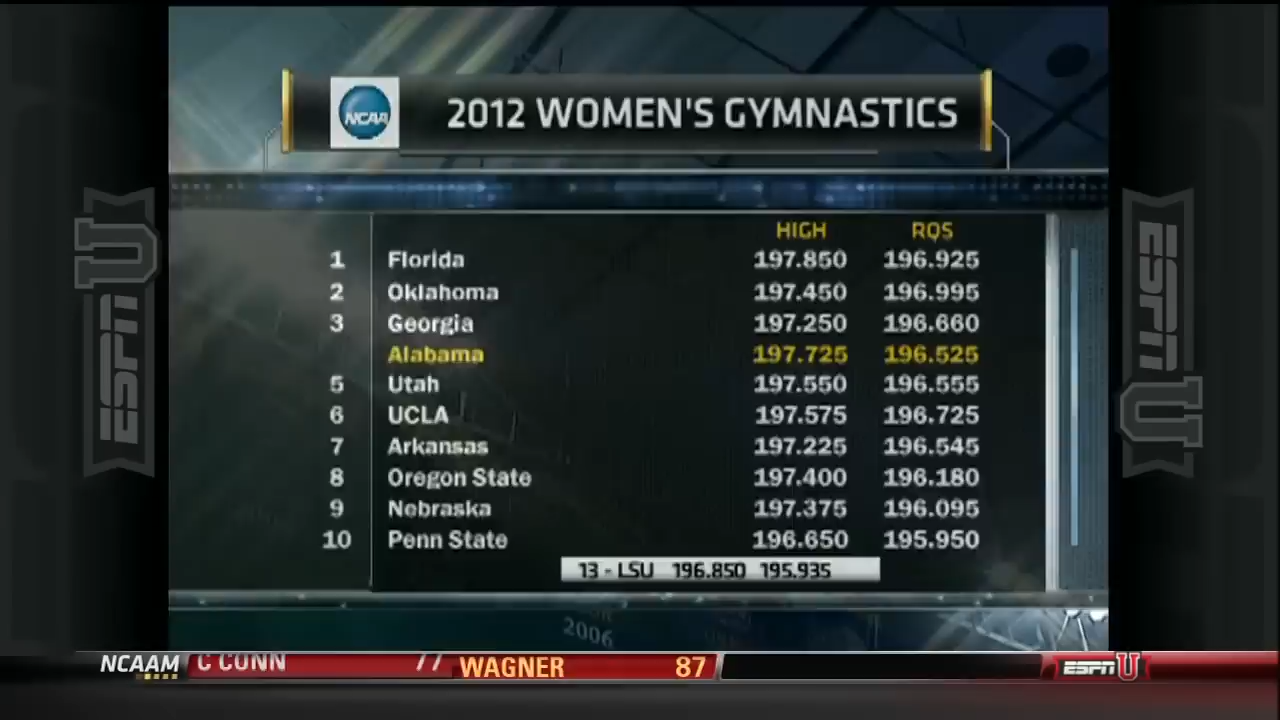 NCAA
2012 WOMEN'S GYMNASTICS
HIGH RQS
1 Florida 197.850 196.925
2 Oklahoma 197.450 196.995
3 Georgia 197.250 196.660
Alabama 197.725 196.525
5 Utah 197.550 196.555
6 UCLA 197.575 196.725
7 Arkansas 197.225 196.545
8 Oregon State 197.400 196.180
9 Nebraska 197.375 196.095
10 Penn State 196.650 195.950
13 - LSU 196.850 195.935
2006
ESPNU
ESPNU
NCAAM C CONN 77 WAGNER 87 ESPNU